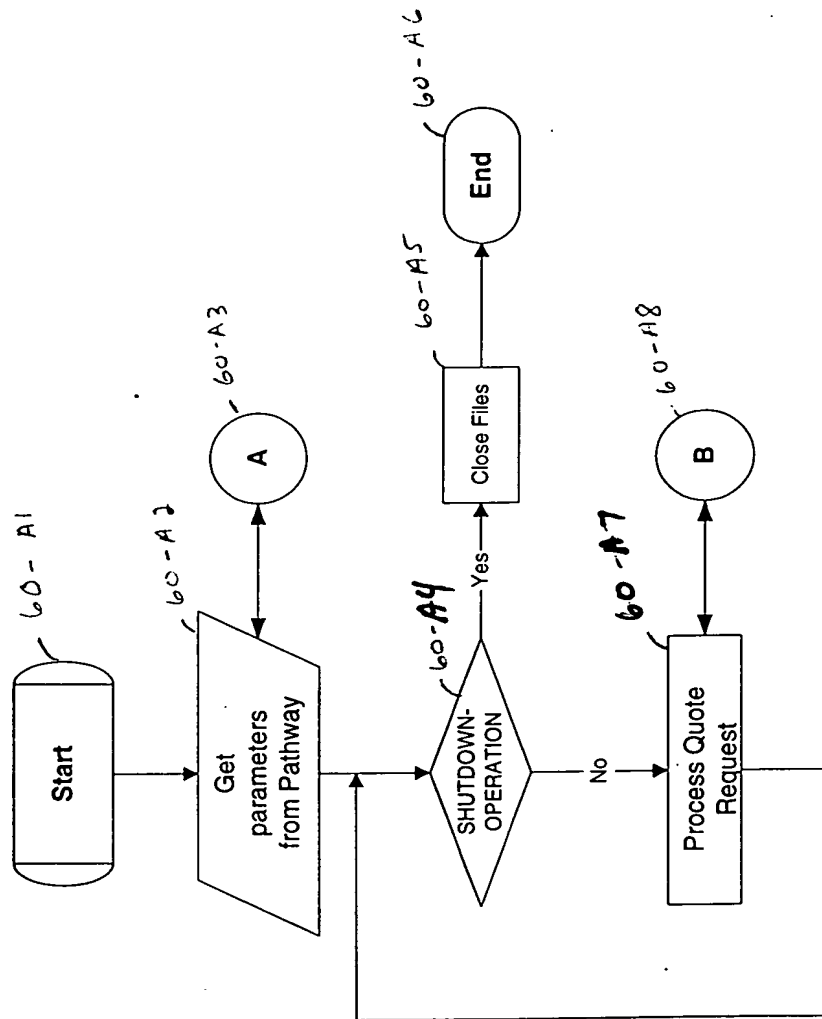 60-A1
Start
60-A2
Get
parameters
from Pathway
60-A3
A
60-A4
SHUTDOWN-
OPERATION
Yes
60-A5
Close Files
60-A6
End
No
60-A7
Process Quote
Request
60-A8
B